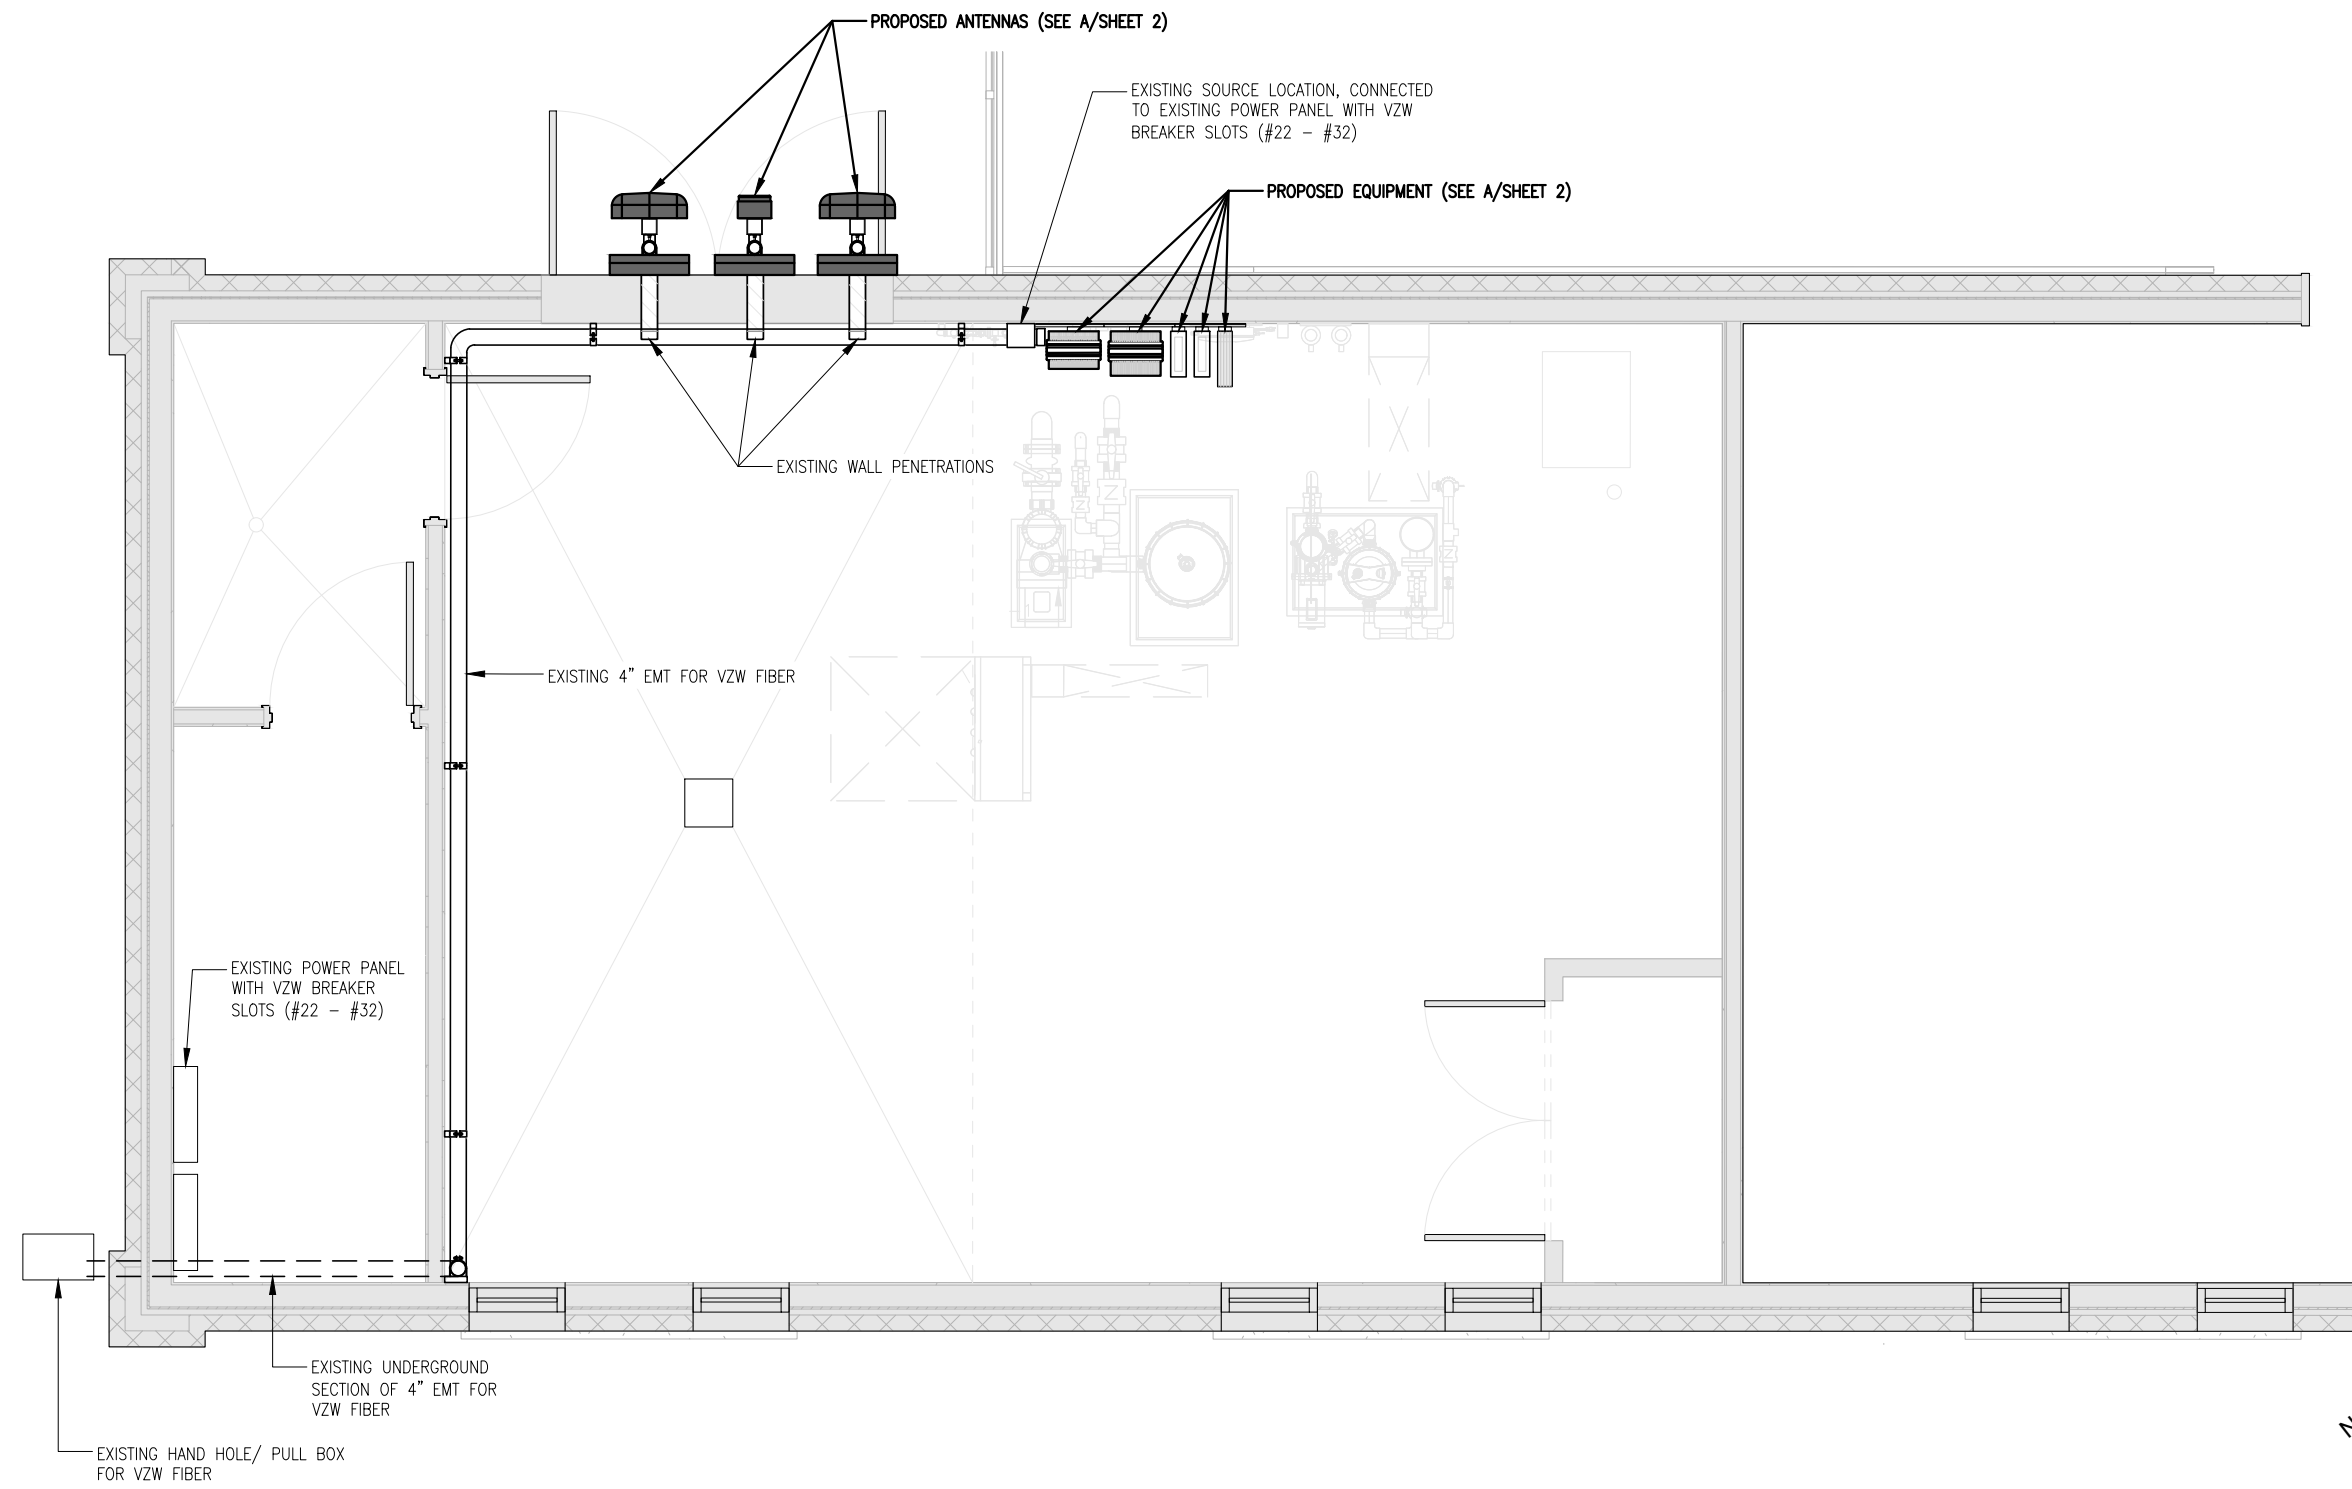 PROPOSED ANTENNAS (SEE A/SHEET 2)
EXISTING SOURCE LOCATION, CONNECTED
TO EXISTING POWER PANEL WITH VZW
BREAKER SLOTS (#22 – #32)
PROPOSED EQUIPMENT (SEE A/SHEET 2)
EXISTING WALL PENETRATIONS
EXISTING 4" EMT FOR VZW FIBER
EXISTING POWER PANEL
WITH VZW BREAKER
SLOTS (#22 – #32)
EXISTING UNDERGROUND
SECTION OF 4" EMT FOR
VZW FIBER
EXISTING HAND HOLE/ PULL BOX
FOR VZW FIBER